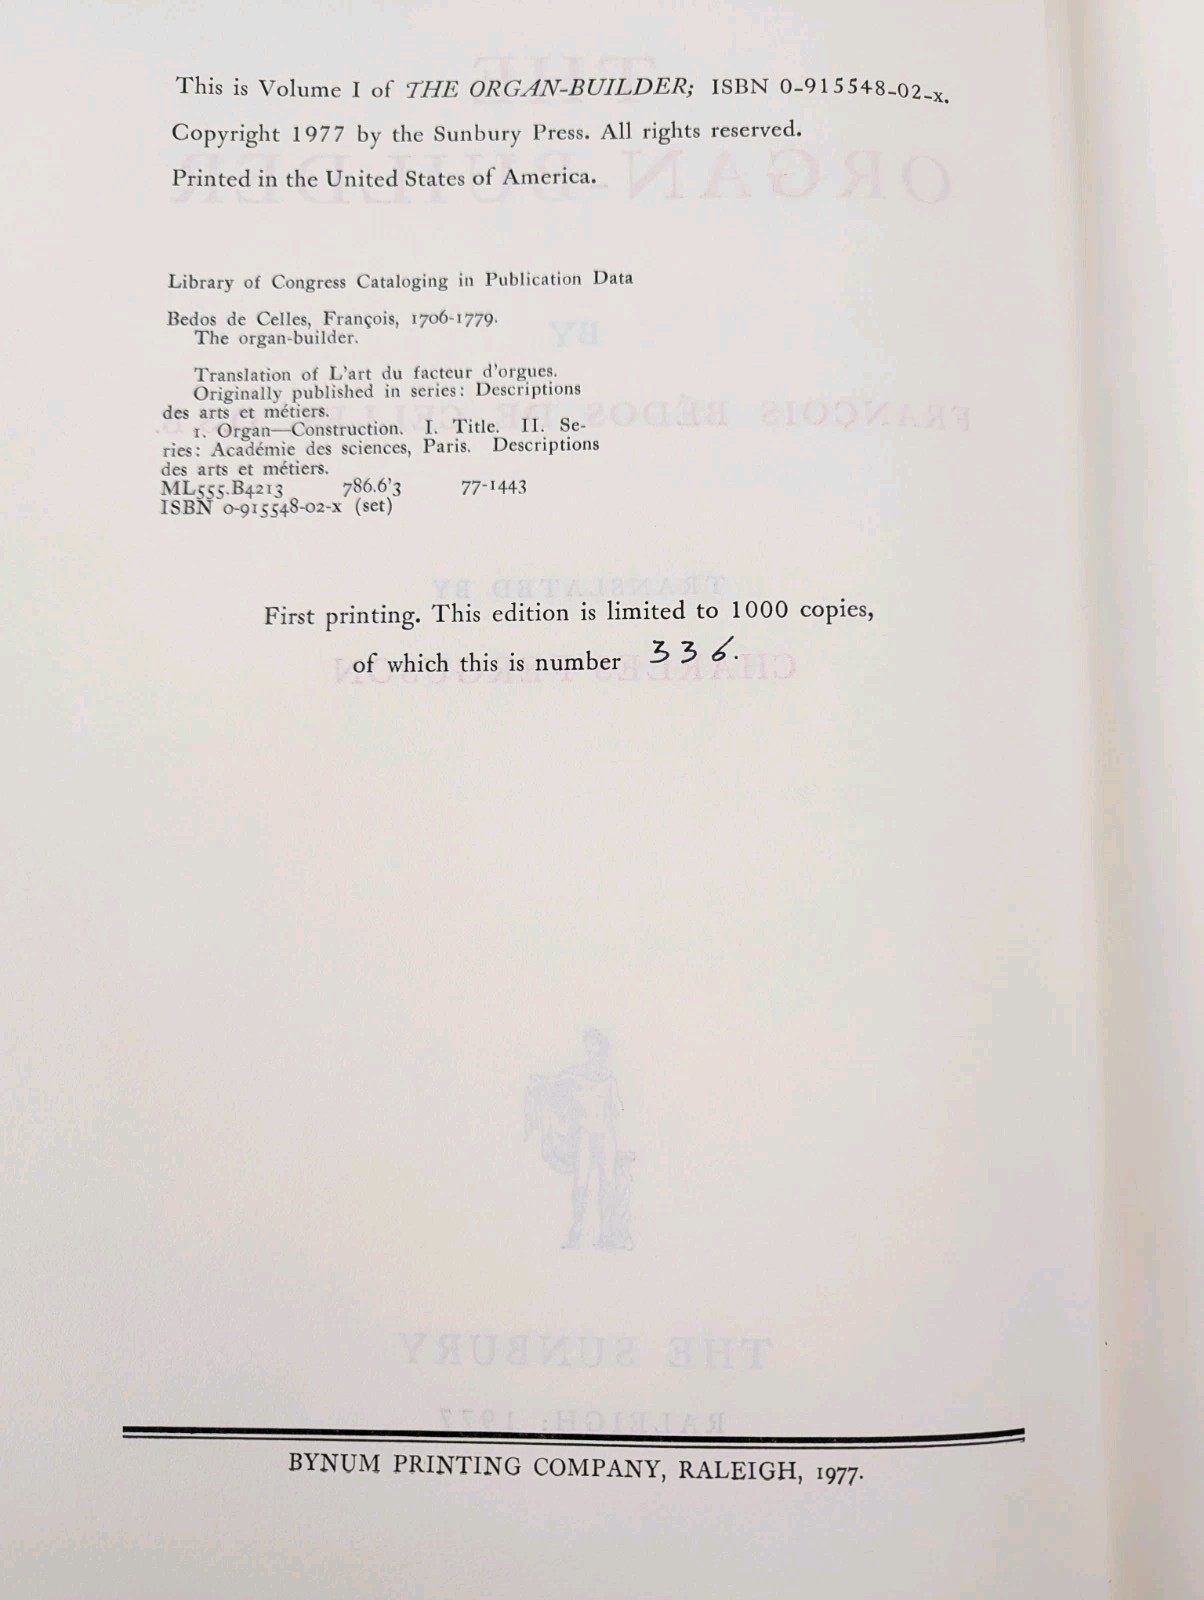 This is Volume I of THE ORGAN-BUILDER; ISBN 0-915548-02-x.
Copyright 1977 by the Sunbury Press. All rights reserved.
Printed in the United States of America.
Library of Congress Cataloging in Publication Data
Bedos de Celles, François, 1706-1779.
The organ-builder.
Translation of L'art du facteur d'orgues.
Originally published in series: Descriptions
des arts et métiers.
1. Organ—Construction. I. Title. II. Se-
ries: Académie des sciences, Paris. Descriptions
des arts et métiers.
ML555.B4213 786.6'3 77-1443
ISBN 0-915548-02-x (set)
First printing. This edition is limited to 1000 copies,
of which this is number 336.
BYNUM PRINTING COMPANY, RALEIGH, 1977.